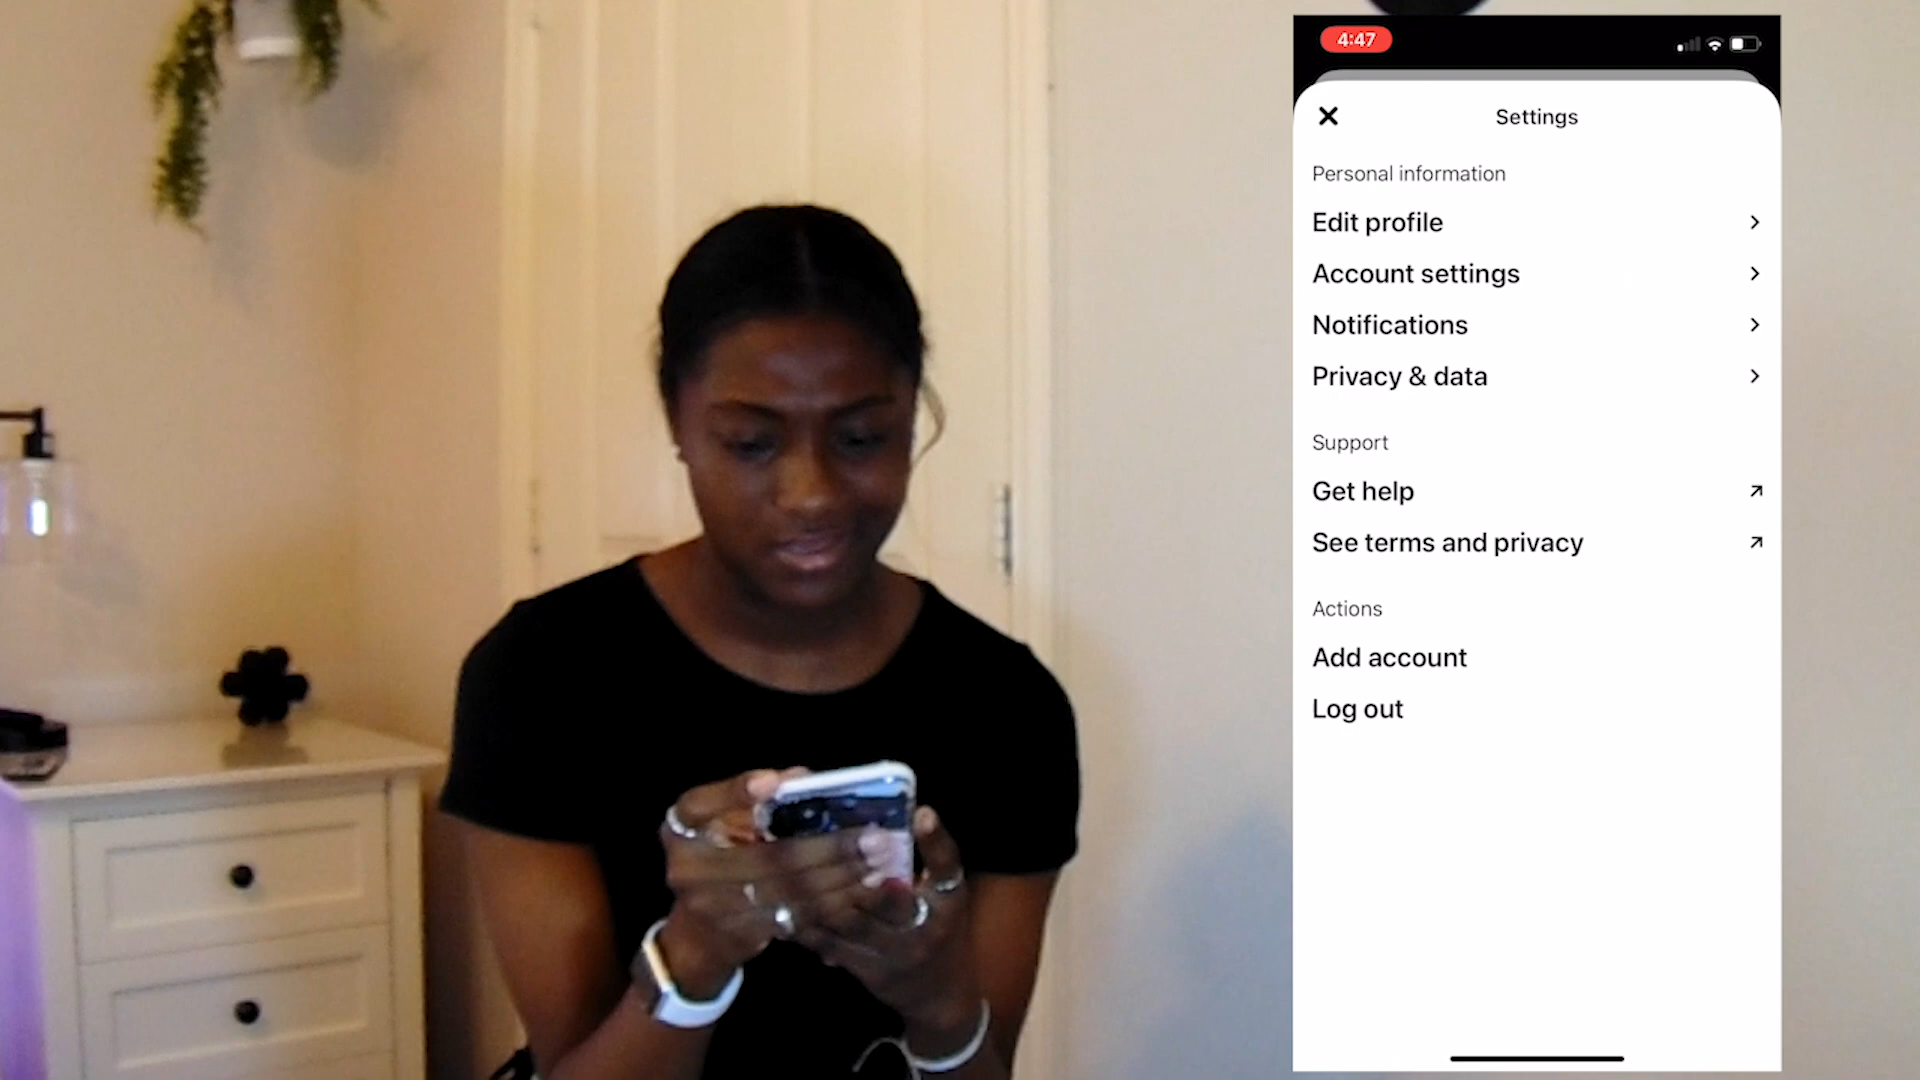 4:47
Settings
Personal information
Edit profile
Account settings
Notifications
Privacy & data
Support
Get help
See terms and privacy
Actions
Add account
Log out